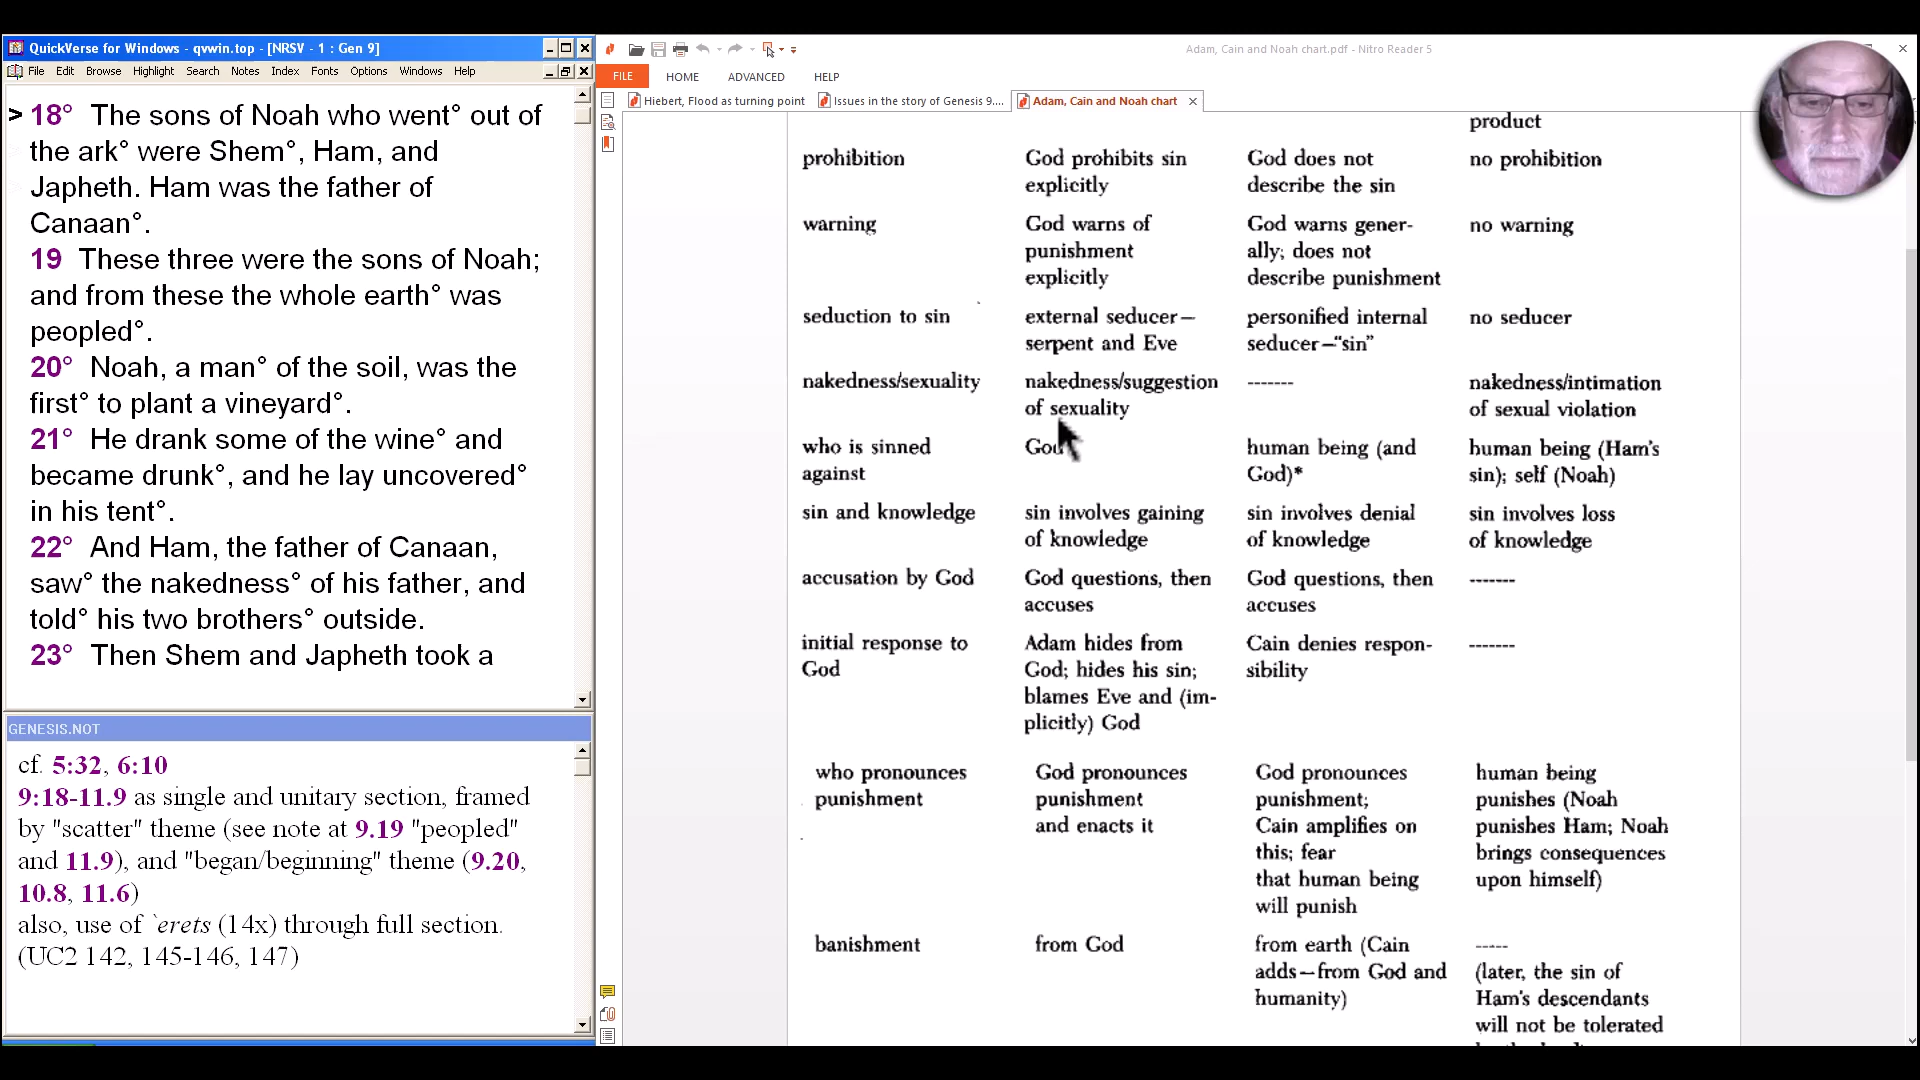 QuickVerse for Windows - qvwin.top - [NRSV - 1 : Gen 9]
File Edit Browse Highlight Search Notes Index Fonts Options Windows Help
> 18° The sons of Noah who went° out of
the ark° were Shem°, Ham, and
Japheth. Ham was the father of
Canaan°.
19 These three were the sons of Noah;
and from these the whole earth° was
peopled°.
20° Noah, a man° of the soil, was the
first° to plant a vineyard°.
21° He drank some of the wine° and
became drunk°, and he lay uncovered°
in his tent°.
22° And Ham, the father of Canaan,
saw° the nakedness° of his father, and
told° his two brothers° outside.
23° Then Shem and Japheth took a
GENESIS.NOT
cf. 5:32, 6:10
9:18-11.9 as single and unitary section, framed
by "scatter" theme (see note at 9.19 "peopled"
and 11.9), and "began/beginning" theme (9.20,
10.8, 11.6)
also, use of `erets (14x) through full section.
(UC2 142, 145-146, 147)
Adam, Cain and Noah chart.pdf - Nitro Reader 5
FILE HOME ADVANCED HELP
Hiebert, Flood as turning point Issues in the story of Genesis 9.... Adam, Cain and Noah chart
product
prohibition God prohibits sin God does not no prohibition
explicitly describe the sin
warning God warns of God warns gener- no warning
punishment ally; does not
explicitly describe punishment
seduction to sin external seducer— personified internal no seducer
serpent and Eve seducer—"sin"
nakedness/sexuality nakedness/suggestion ------- nakedness/intimation
of sexuality of sexual violation
who is sinned God human being (and human being (Ham's
against God)* sin); self (Noah)
sin and knowledge sin involves gaining sin involves denial sin involves loss
of knowledge of knowledge of knowledge
accusation by God God questions, then God questions, then -------
accuses accuses
initial response to Adam hides from Cain denies respon- -------
God God; hides his sin; sibility
blames Eve and (im-
plicitly) God
who pronounces God pronounces God pronounces human being
punishment punishment punishment; punishes (Noah
and enacts it Cain amplifies on punishes Ham; Noah
this; fear brings consequences
that human being upon himself)
will punish
banishment from God from earth (Cain -----
adds—from God and (later, the sin of
humanity) Ham's descendants
will not be tolerated